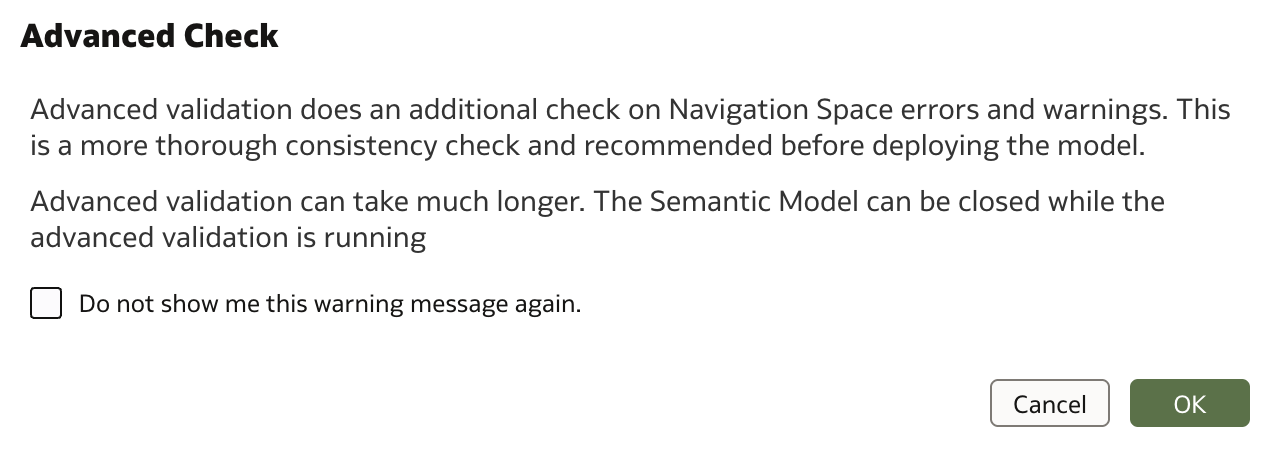 Advanced Check
Advanced validation does an additional check on Navigation Space errors and warnings. This
is a more thorough consistency check and recommended before deploying the model.
Advanced validation can take much longer. The Semantic Model can be closed while the
advanced validation is running
Do not show me this warning message again.
Cancel OK